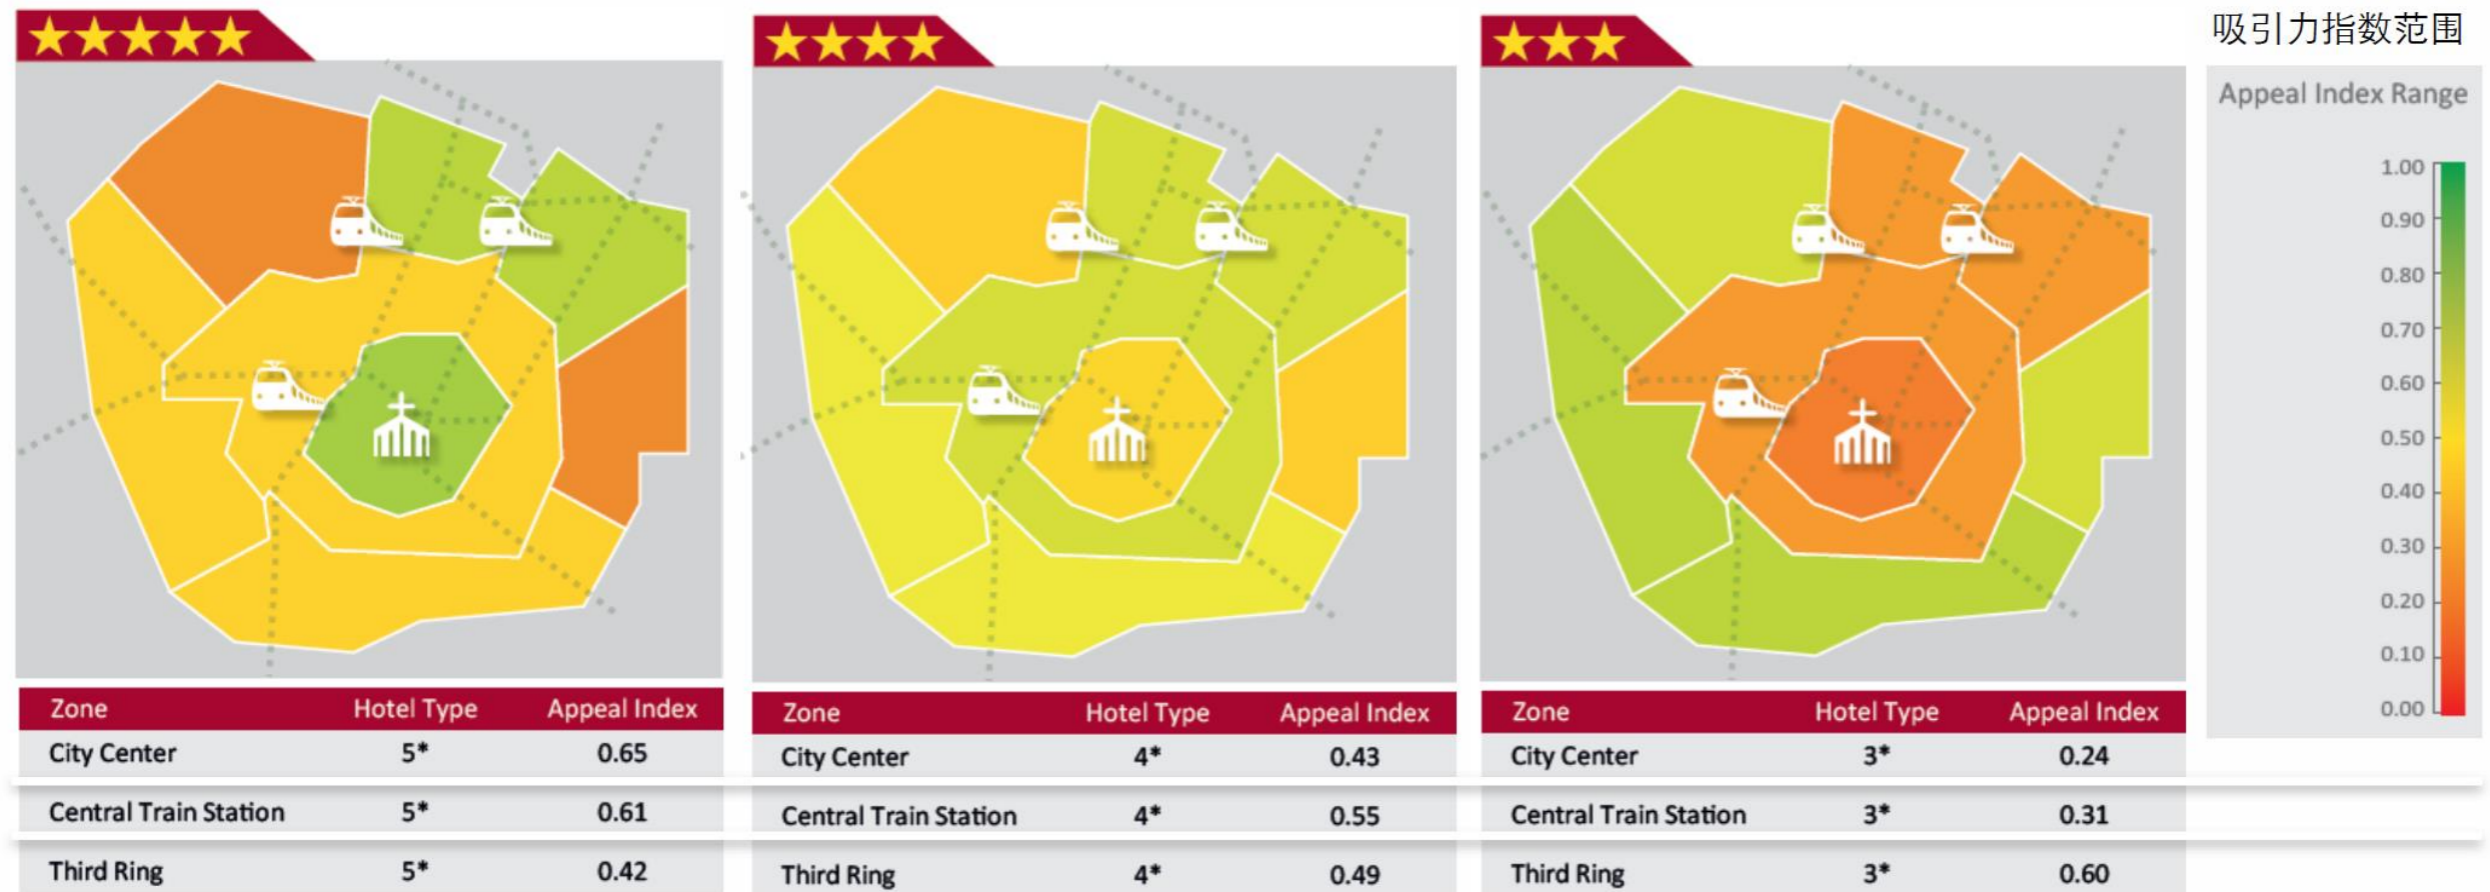 吸引力指数范围
Appeal Index Range
1.00
0.90
0.80
0.70
0.60
0.50
0.40
0.30
0.20
0.10
0.00
Zone Hotel Type Appeal Index
City Center 5* 0.65
Central Train Station 5* 0.61
Third Ring 5* 0.42
Zone Hotel Type Appeal Index
City Center 4* 0.43
Central Train Station 4* 0.55
Third Ring 4* 0.49
Zone Hotel Type Appeal Index
City Center 3* 0.24
Central Train Station 3* 0.31
Third Ring 3* 0.60